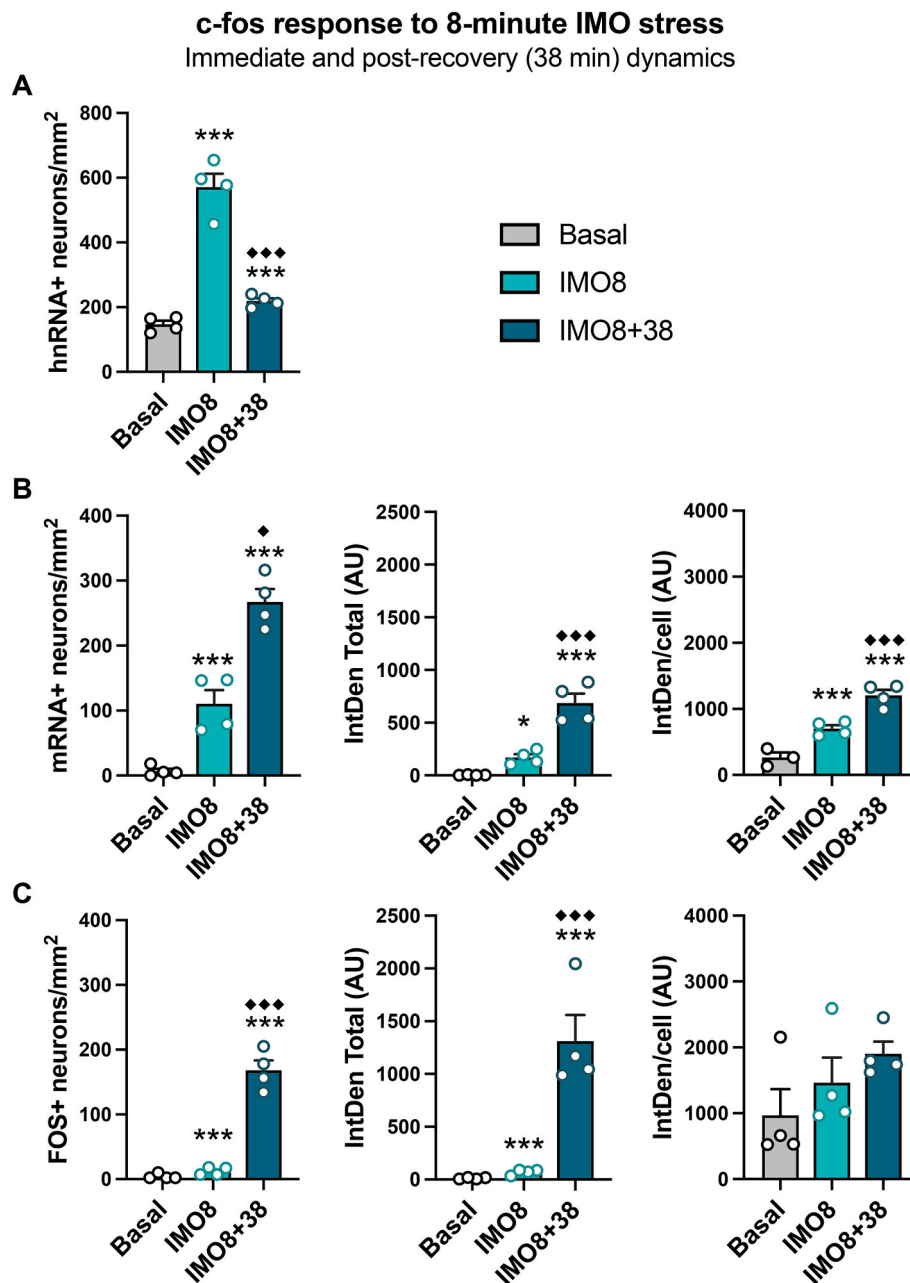 c-fos response to 8-minute IMO stress
Immediate and post-recovery (38 min) dynamics
A
hnRNA+ neurons/mm²
800
600
400
200
0
***
◆◆◆
***
Basal
IMO8
IMO8+38
Basal
IMO8
IMO8+38
B
mRNA+ neurons/mm²
400
300
200
100
0
***
◆
***
Basal
IMO8
IMO8+38
IntDen Total (AU)
2500
2000
1500
1000
500
0
*
◆◆◆
***
Basal
IMO8
IMO8+38
IntDen/cell (AU)
4000
3000
2000
1000
0
***
◆◆◆
***
Basal
IMO8
IMO8+38
C
FOS+ neurons/mm²
400
300
200
100
0
***
◆◆◆
***
Basal
IMO8
IMO8+38
IntDen Total (AU)
2500
2000
1500
1000
500
0
***
◆◆◆
***
Basal
IMO8
IMO8+38
IntDen/cell (AU)
4000
3000
2000
1000
0
Basal
IMO8
IMO8+38